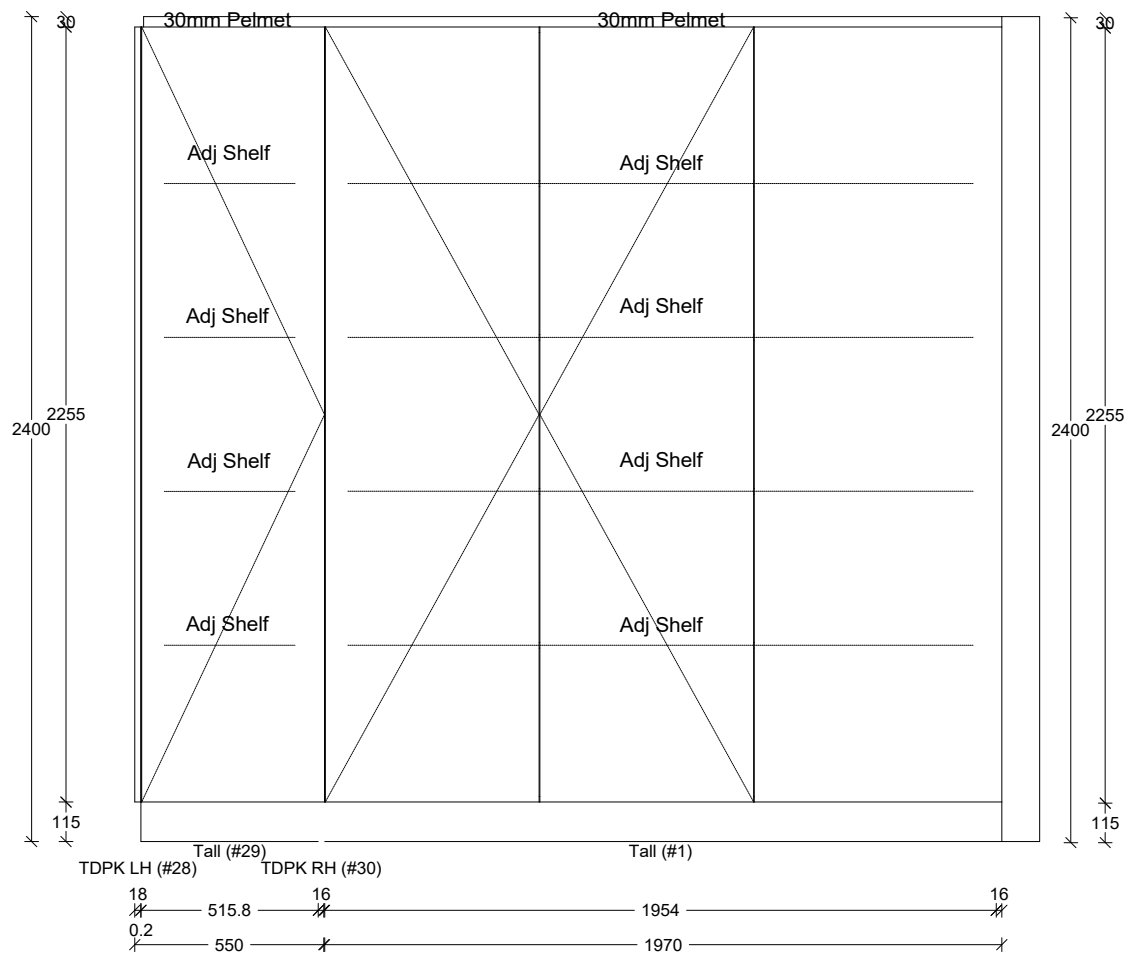 30mm Pelmet 30mm Pelmet
30 30
Adj Shelf Adj Shelf
Adj Shelf Adj Shelf
2400 2255 2400 2255
Adj Shelf Adj Shelf
Adj Shelf Adj Shelf
115 115
Tall (#29) Tall (#1)
TDPK LH (#28) TDPK RH (#30)
18 16 16
515.8 1954
0.2
550 1970